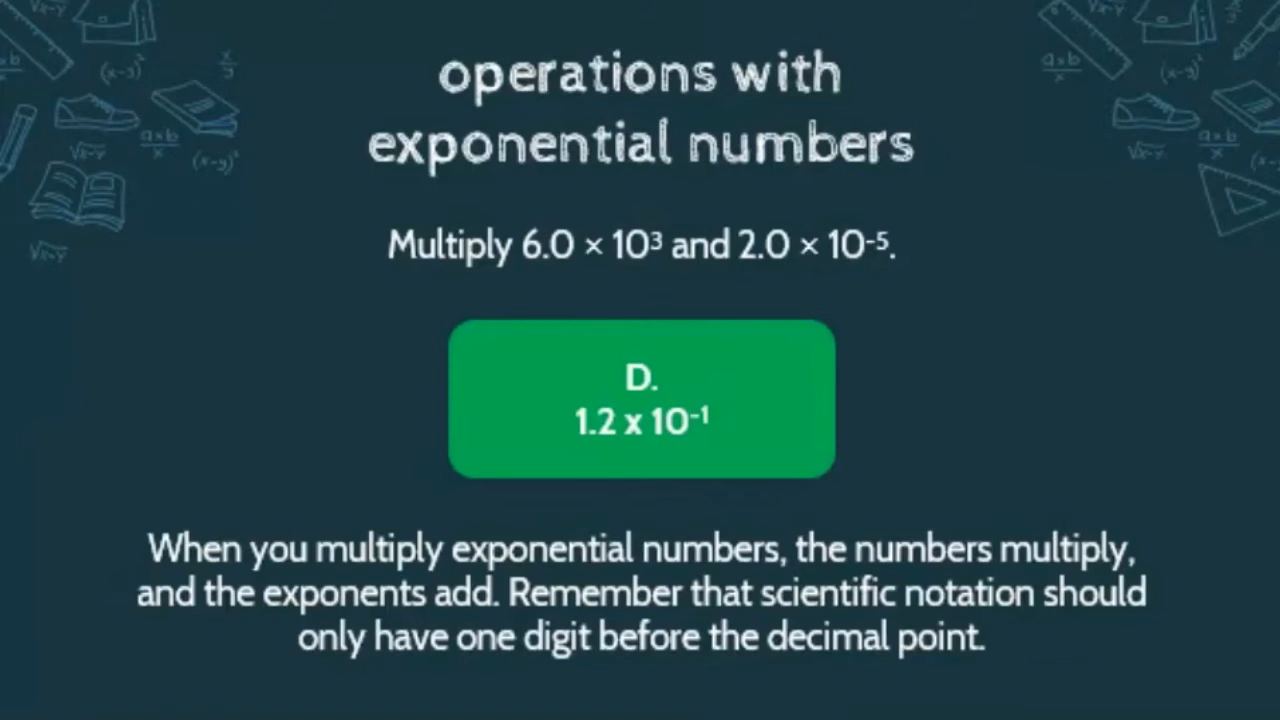 operations with
exponential numbers
Multiply 6.0 × 10³ and 2.0 × 10⁻⁵.
D.
1.2 x 10⁻¹
When you multiply exponential numbers, the numbers multiply,
and the exponents add. Remember that scientific notation should
only have one digit before the decimal point.